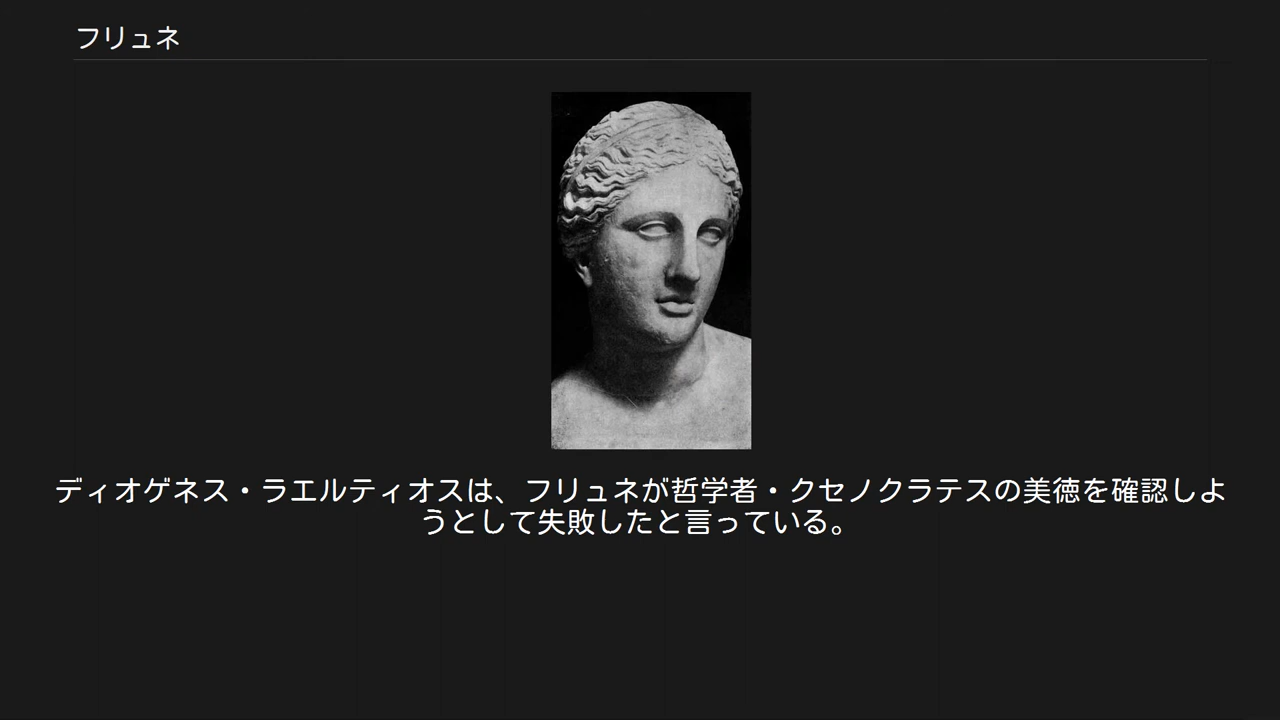 フリュネ
ディオゲネス・ラエルティオスは、フリュネが哲学者・クセノクラテスの美徳を確認しよ
うとして失敗したと言っている。